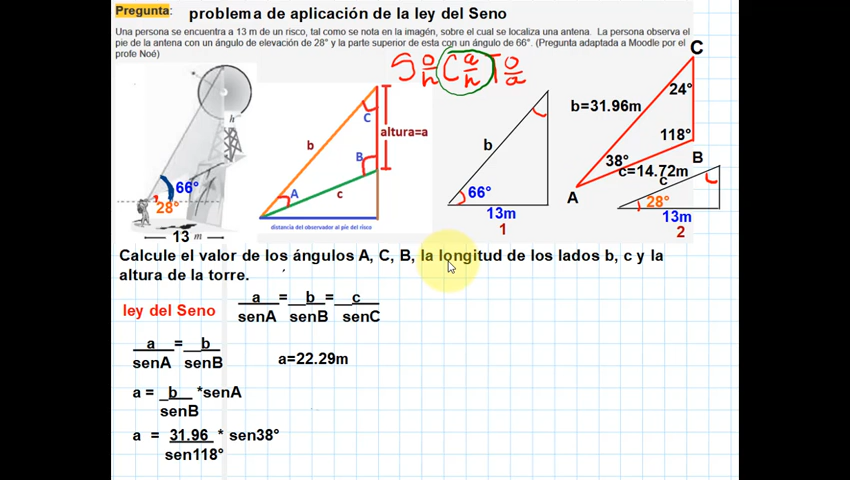 Pregunta: problema de aplicación de la ley del Seno
Una persona se encuentra a 13 m de un risco, tal como se nota en la imagén, sobre el cual se localiza una antena. La persona observa el
pie de la antena con un ángulo de elevación de 28° y la parte superior de esta con un ángulo de 66°. (Pregunta adaptada a Moodle por el
profe Noé)
S o/h C a/h T o/a
h
66°
28°
13 m
b
C
altura=a
B
A
c
distancia del observador al pie del risco
b
66°
13m
1
C
b=31.96m
24°
118°
38°
c=14.72m
A
B
c
28°
13m
2
Calcule el valor de los ángulos A, C, B, la longitud de los lados b, c y la
altura de la torre.
ley del Seno
a/senA = b/senB = c/senC
a/senA = b/senB
a=22.29m
a = b/senB *senA
a = 31.96/sen118° * sen38°